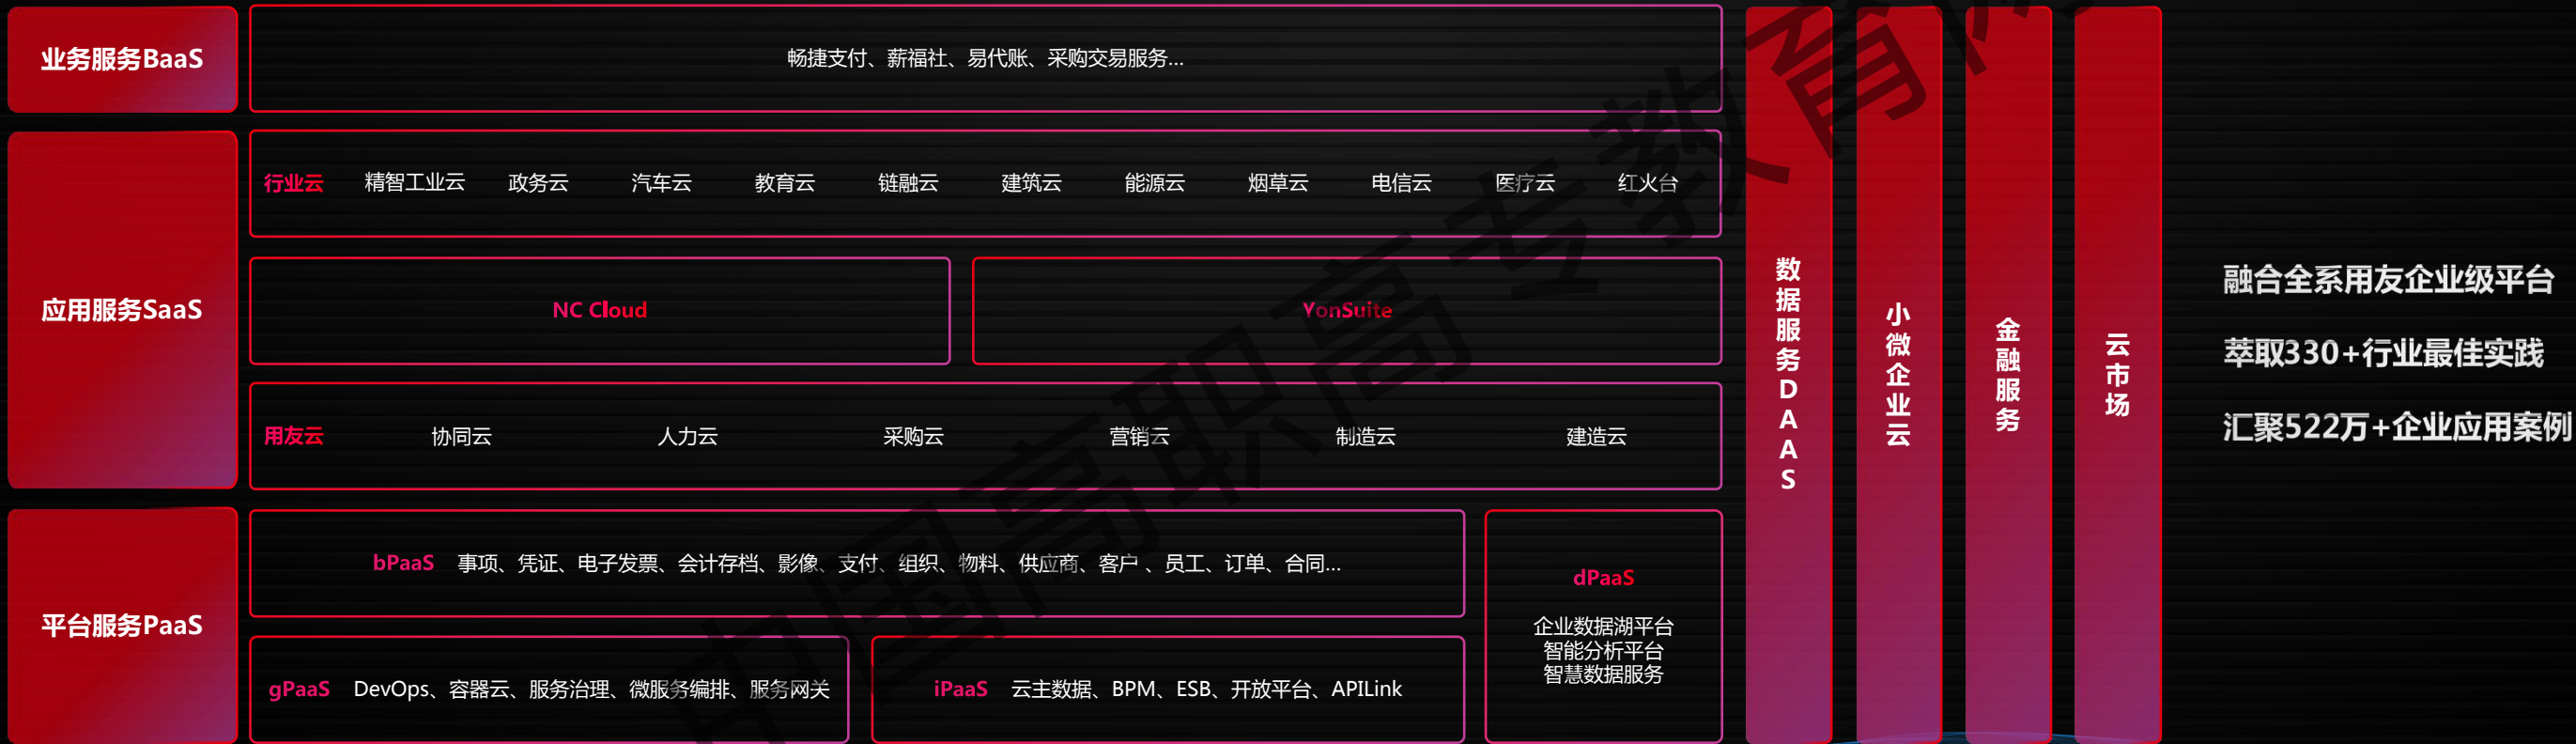 业务服务BaaS
畅捷支付、薪福社、易代账、采购交易服务...
应用服务SaaS
行业云 精智工业云 政务云 汽车云 教育云 链融云 建筑云 能源云 烟草云 电信云 医疗云 红火台
NC Cloud
YonSuite
用友云 协同云 人力云 采购云 营销云 制造云 建造云
平台服务PaaS
bPaaS 事项、凭证、电子发票、会计存档、影像、支付、组织、物料、供应商、客户 、员工、订单、合同...
gPaaS DevOps、容器云、服务治理、微服务编排、服务网关
iPaaS 云主数据、BPM、ESB、开放平台、APILink
dPaaS
企业数据湖平台
智能分析平台
智慧数据服务
数据服务DAAS
小微企业云
金融服务
云市场
融合全系用友企业级平台
萃取330+行业最佳实践
汇聚522万+企业应用案例
中国高职高专教育网